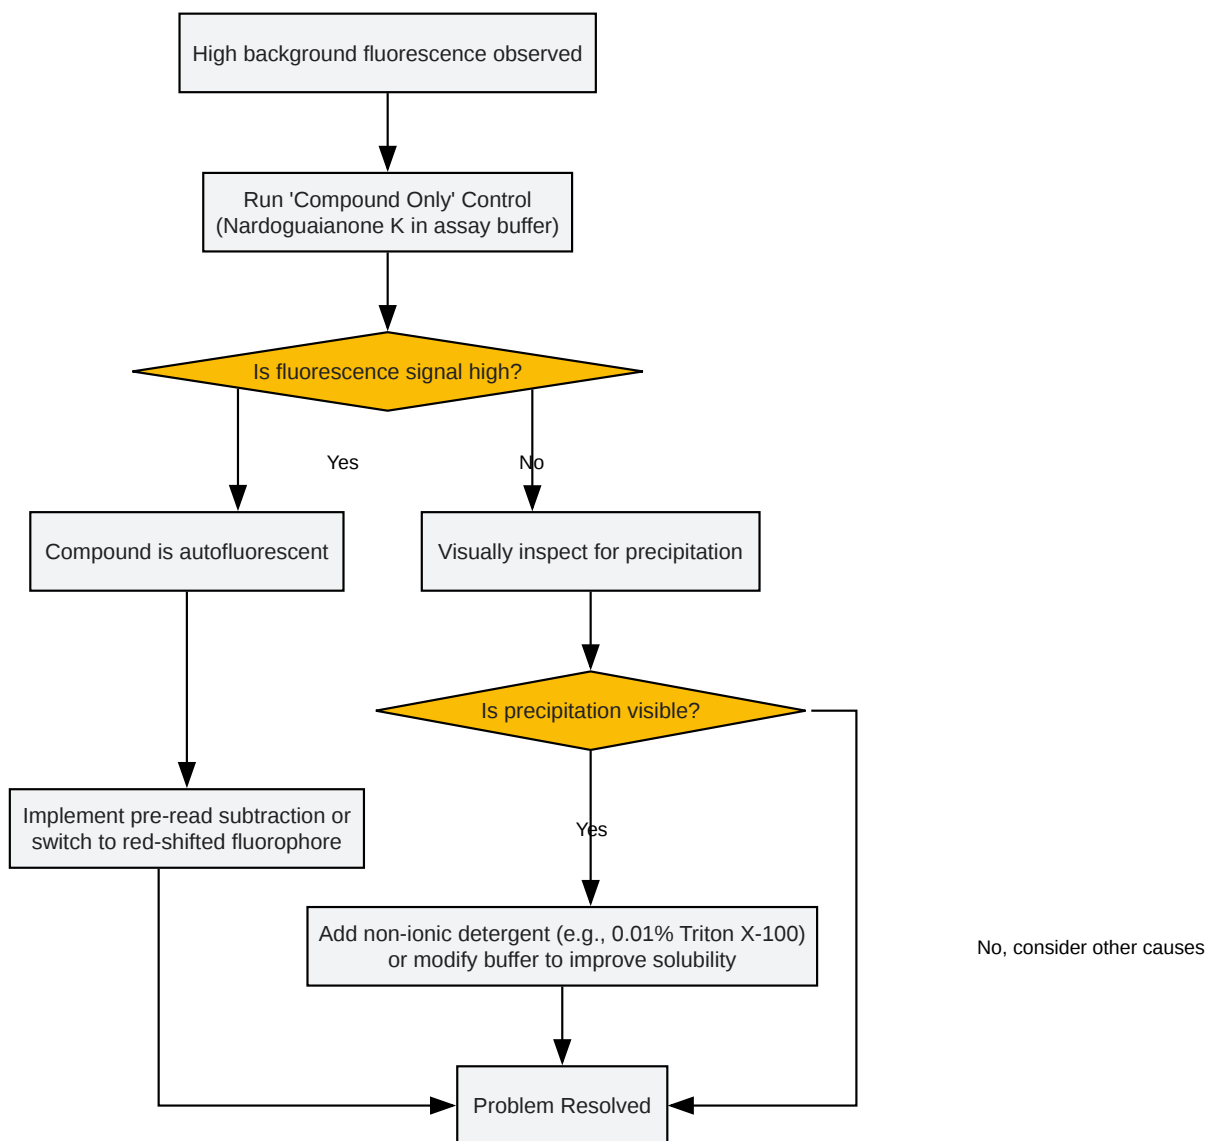 High background fluorescence observed
Run 'Compound Only' Control
(Nardoguaianone K in assay buffer)
Is fluorescence signal high?
Yes
No
Compound is autofluorescent
Visually inspect for precipitation
Is precipitation visible?
Implement pre-read subtraction or
switch to red-shifted fluorophore
Yes
Add non-ionic detergent (e.g., 0.01% Triton X-100)
or modify buffer to improve solubility
No, consider other causes
Problem Resolved